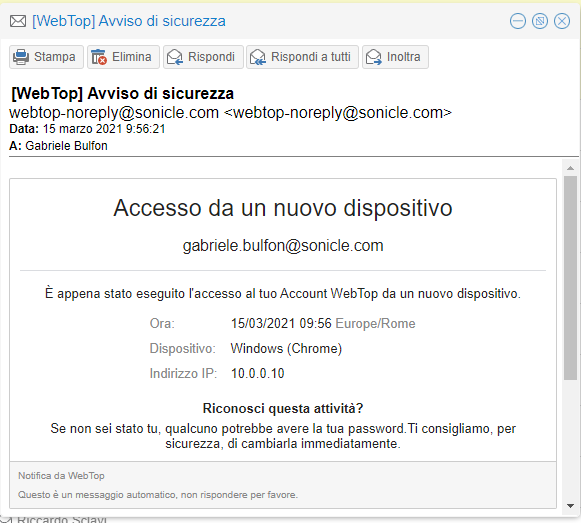 [WebTop] Avviso di sicurezza
Stampa Elimina Rispondi Rispondi a tutti Inoltra
[WebTop] Avviso di sicurezza
webtop-noreply@sonicle.com <webtop-noreply@sonicle.com>
Data: 15 marzo 2021 9:56:21
A: Gabriele Bulfon
Accesso da un nuovo dispositivo
gabriele.bulfon@sonicle.com
È appena stato eseguito l'accesso al tuo Account WebTop da un nuovo dispositivo.
Ora: 15/03/2021 09:56 Europe/Rome
Dispositivo: Windows (Chrome)
Indirizzo IP: 10.0.0.10
Riconosci questa attività?
Se non sei stato tu, qualcuno potrebbe avere la tua password.Ti consigliamo, per
sicurezza, di cambiarla immediatamente.
Notifica da WebTop
Questo è un messaggio automatico, non rispondere per favore.
Riccardo Sclavi